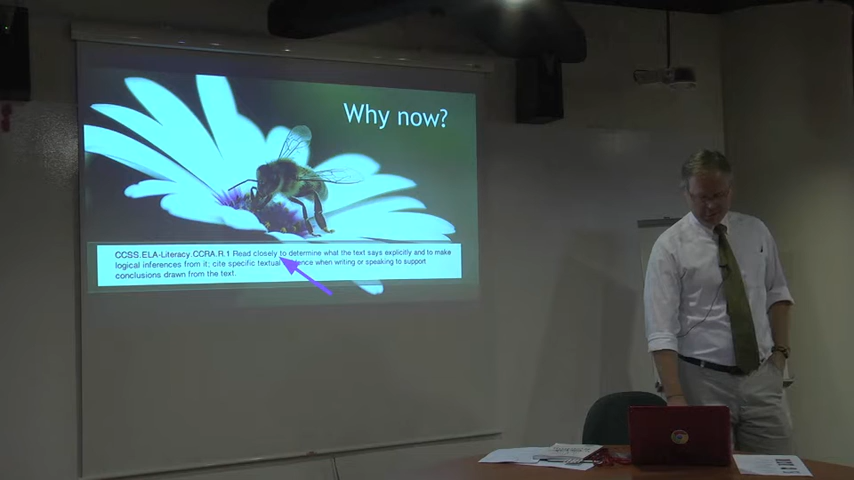 Why now?
CCSS.ELA-Literacy.CCRA.R.1 Read closely to determine what the text says explicitly and to make
logical inferences from it; cite specific textual when writing or speaking to support
conclusions drawn from the text.